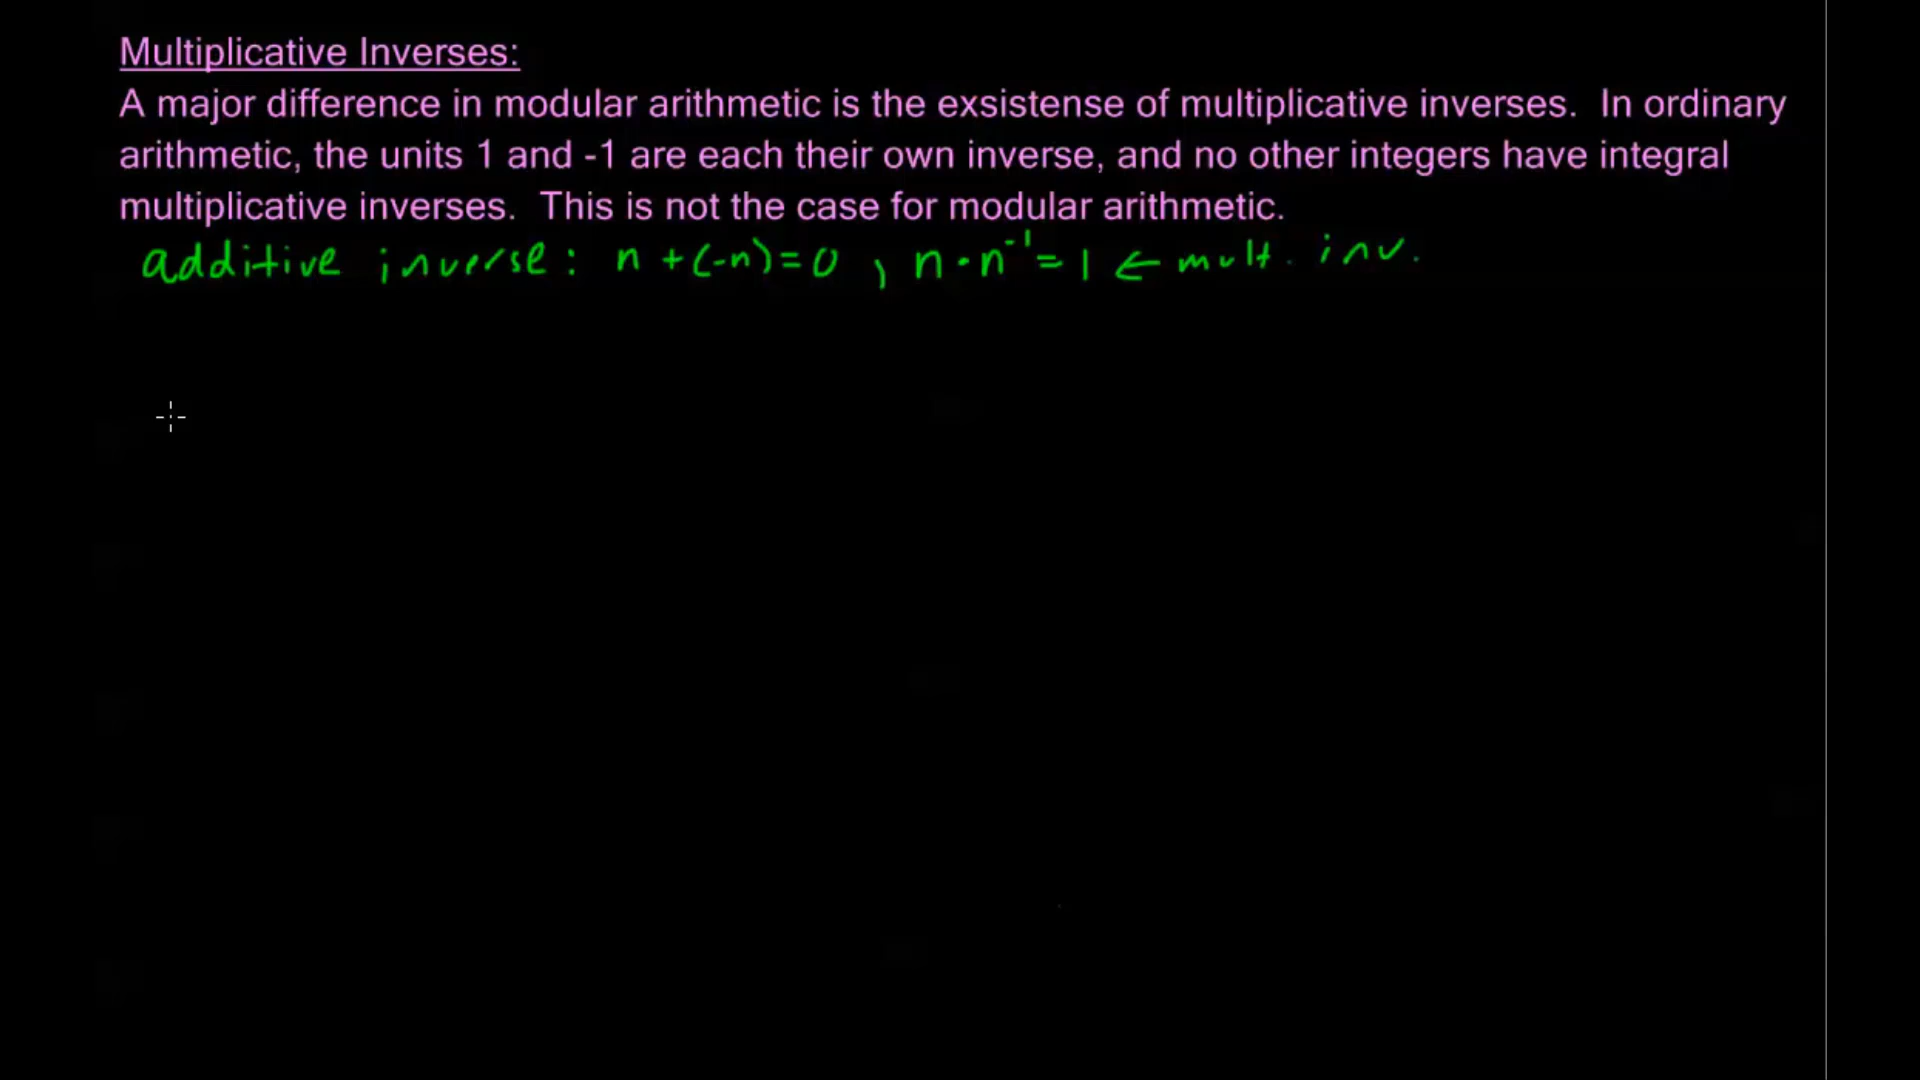 Multiplicative Inverses:
A major difference in modular arithmetic is the exsistense of multiplicative inverses.  In ordinary
arithmetic, the units 1 and -1 are each their own inverse, and no other integers have integral
multiplicative inverses.  This is not the case for modular arithmetic.
additive inverse: n + (-n) = 0 , n · n⁻¹ = 1 ← mult. inv.